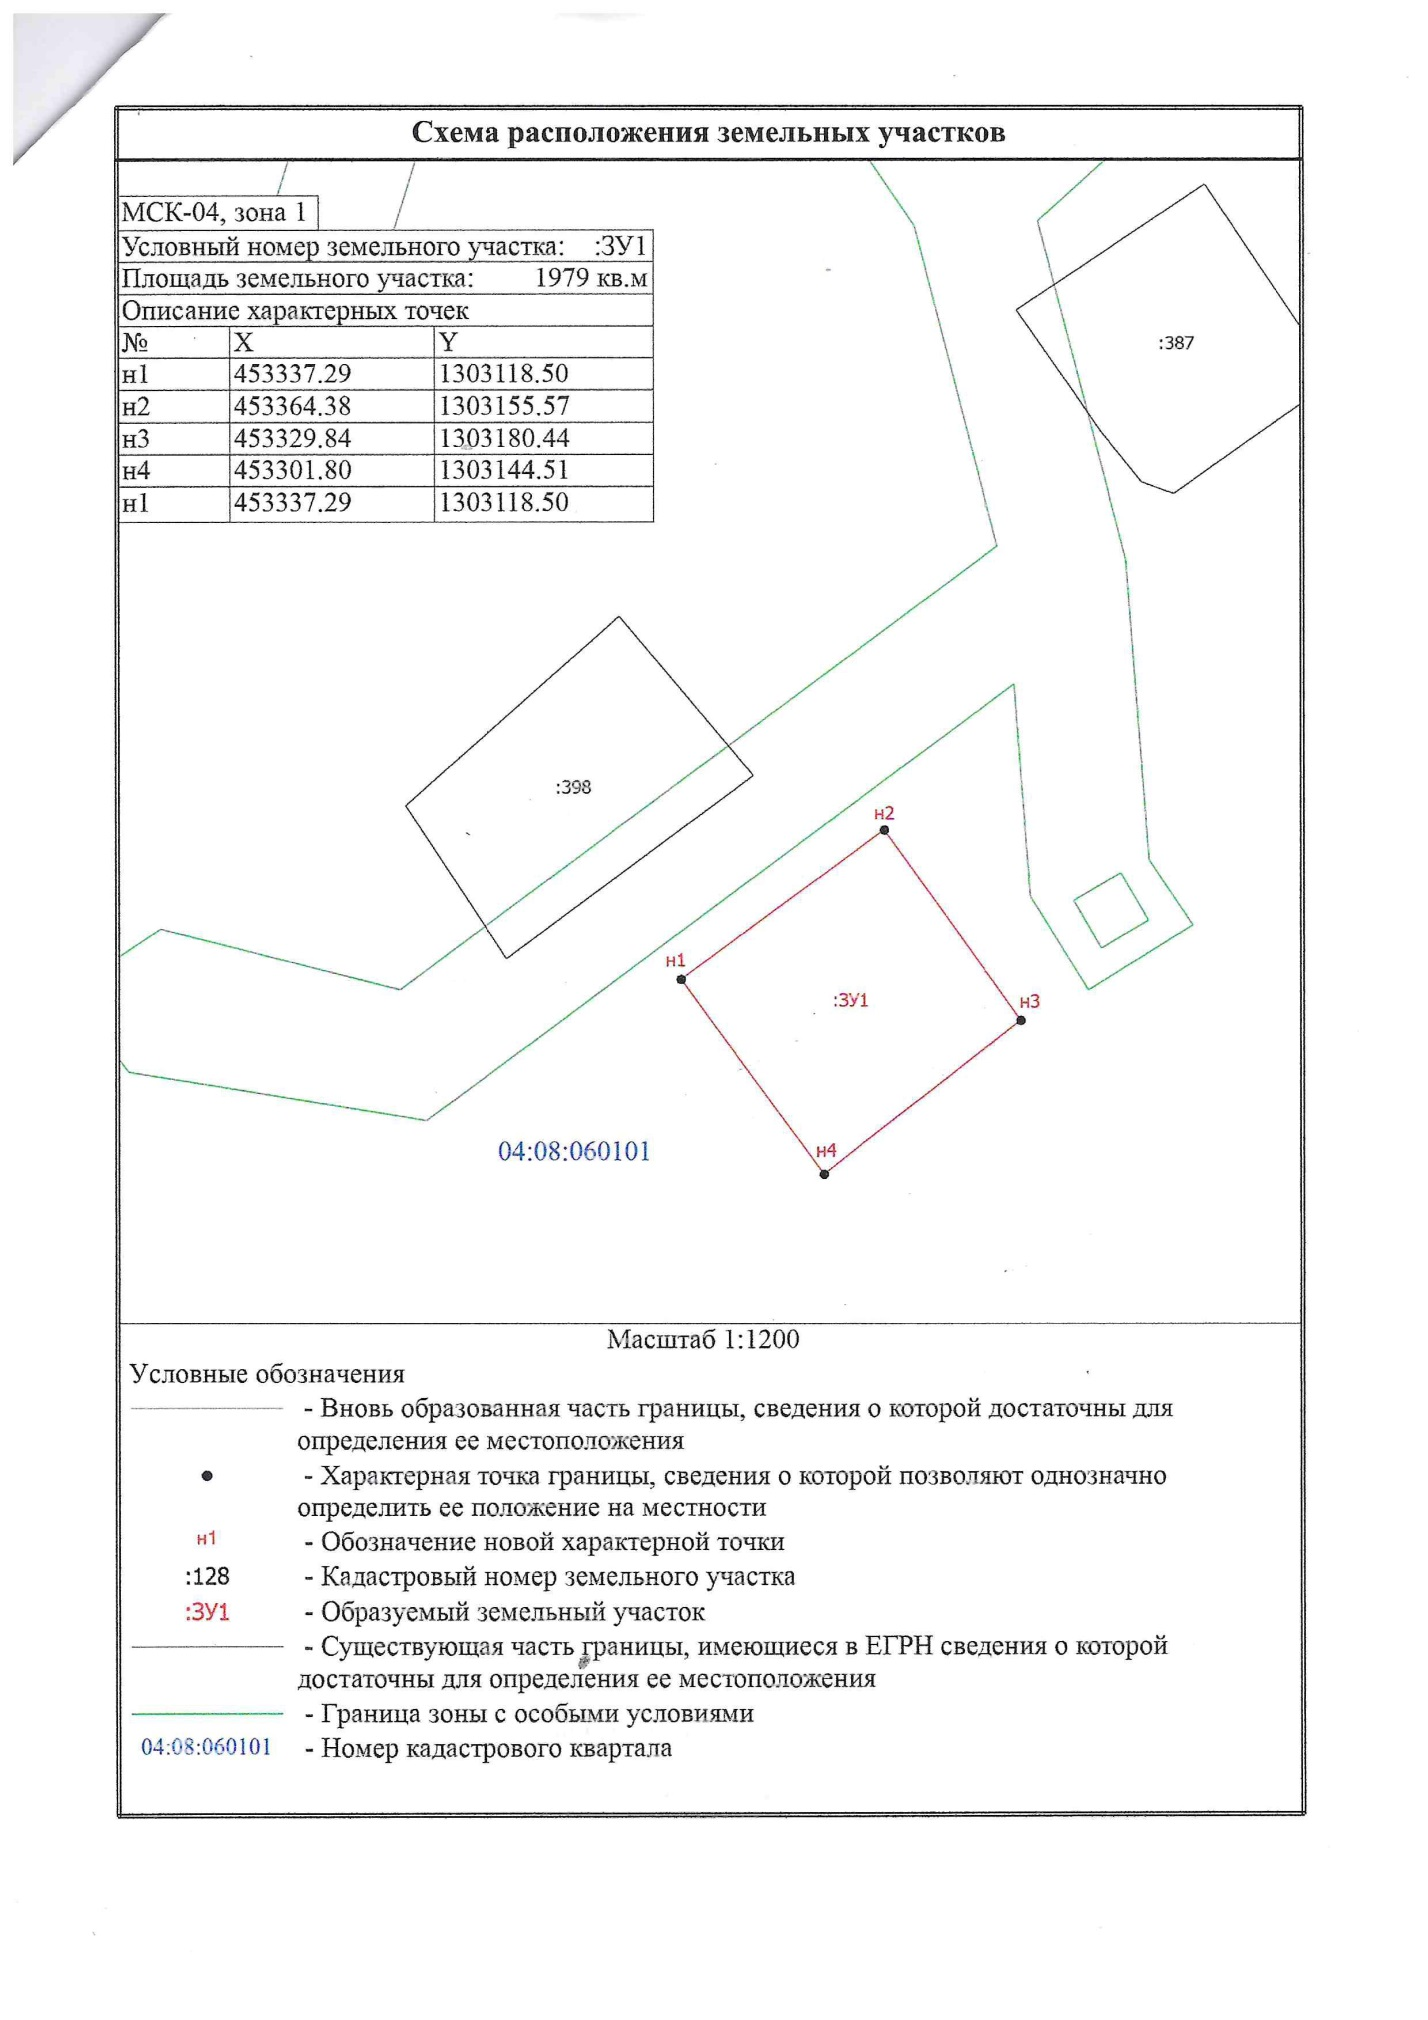 Схема расположения земельных участков
МСК-04, зона 1
Условный номер земельного участка: :ЗУ1
Площадь земельного участка: 1979 кв.м
Описание характерных точек
№ X Y
н1 453337.29 1303118.50
н2 453364.38 1303155.57
н3 453329.84 1303180.44
н4 453301.80 1303144.51
н1 453337.29 1303118.50
:387
:398
н2
н1
:ЗУ1
н3
н4
04:08:060101
Масштаб 1:1200
Условные обозначения
- Вновь образованная часть границы, сведения о которой достаточны для
определения ее местоположения
- Характерная точка границы, сведения о которой позволяют однозначно
определить ее положение на местности
н1 - Обозначение новой характерной точки
:128 - Кадастровый номер земельного участка
:ЗУ1 - Образуемый земельный участок
- Существующая часть границы, имеющиеся в ЕГРН сведения о которой
достаточны для определения ее местоположения
- Граница зоны с особыми условиями
04:08:060101 - Номер кадастрового квартала